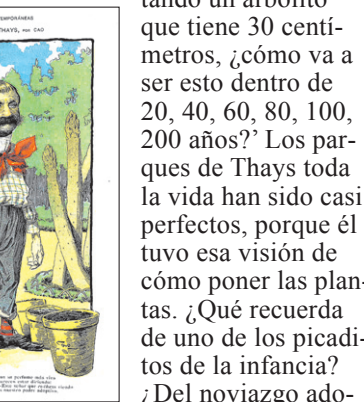 TEMPORÁNEOS
THAYS, POR CAO
tando un arbolito
que tiene 30 centí-
metros, ¿cómo va a
ser esto dentro de
20, 40, 60, 80, 100,
200 años?’ Los par-
ques de Thays toda
la vida han sido casi
perfectos, porque él
tuvo esa visión de
cómo poner las plan-
tas. ¿Qué recuerda
de uno de los picadi-
tos de la infancia?
¿Del noviazgo ado-